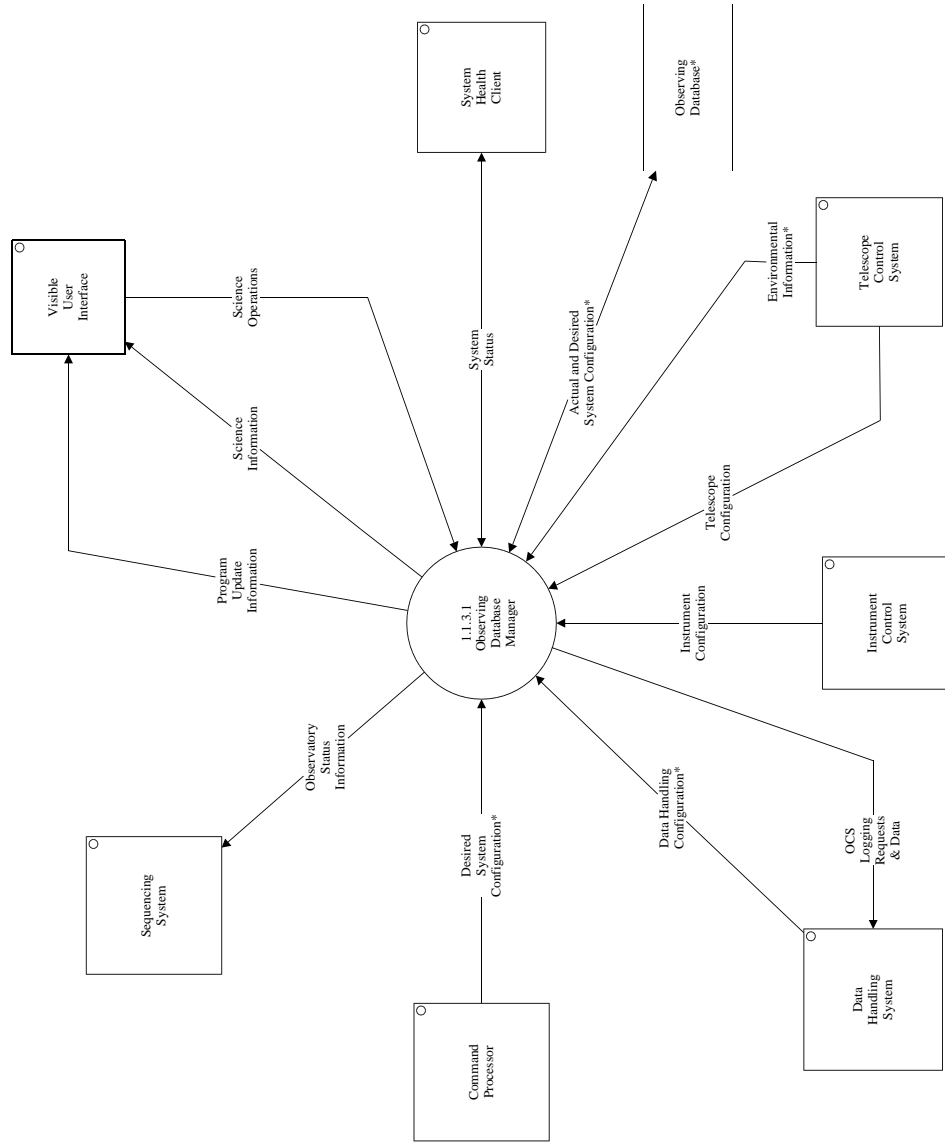 Sequencing
System
Command
Processor
Data
Handling
System
Observatory
Status
Information
Desired
System
Configuration*
Data Handling
Configuration*
OCS
Logging
Requests
& Data
Program
Update
Information
1.1.3.1
Observing
Database
Manager
Instrument
Configuration
Instrument
Control
System
Science
Information
Telescope
Configuration
Visible
User
Interface
Science
Operations
System
Status
Actual and Desired
System Configuration*
Environmental
Information*
Telescope
Control
System
System
Health
Client
Observing
Database*